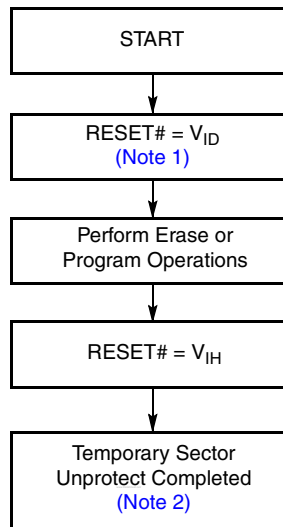 START
RESET# = VID
(Note 1)
Perform Erase or
Program Operations
RESET# = VIH
Temporary Sector
Unprotect Completed
(Note 2)